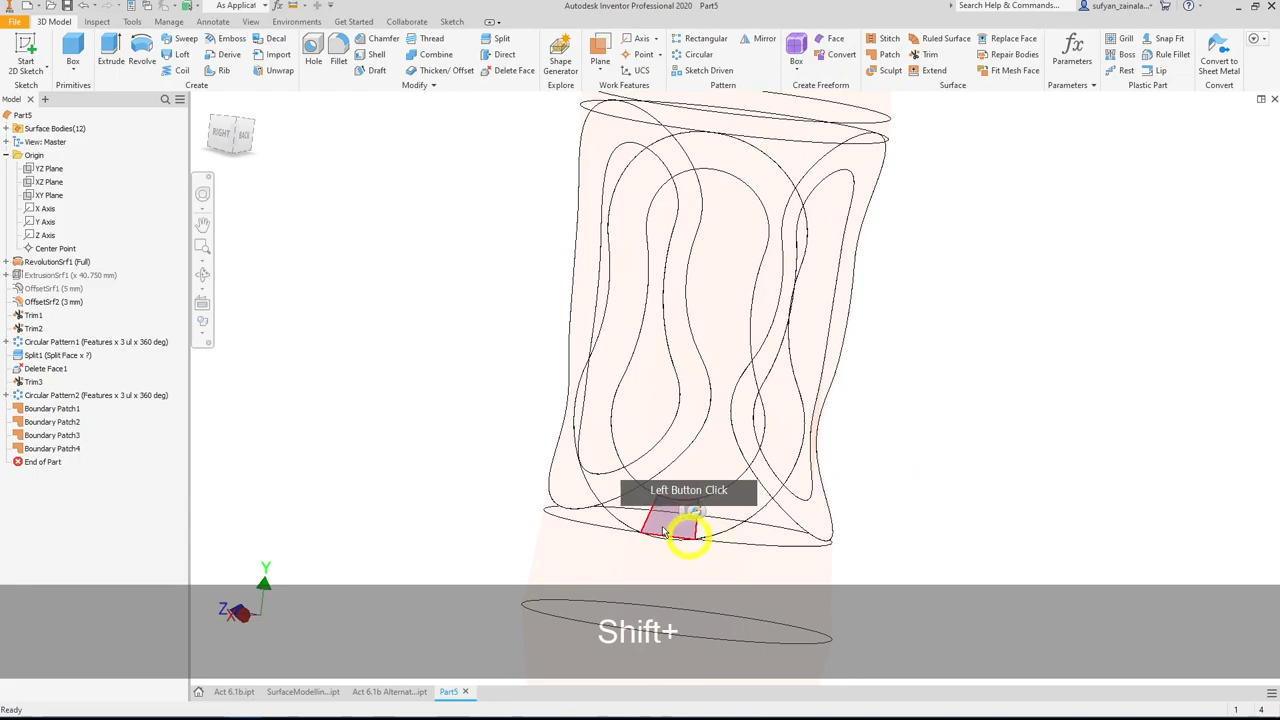 As Applical
Autodesk Inventor Professional 2020 Part5
Search Help & Commands...
sufyan_zainala...
File
3D Model
Inspect
Tools
Manage
Annotate
View
Environments
Get Started
Collaborate
Sketch
Start
2D Sketch
Sketch
Box
Primitives
Extrude
Revolve
Sweep
Emboss
Decal
Loft
Derive
Import
Coil
Rib
Unwrap
Create
Hole
Fillet
Chamfer
Thread
Split
Shell
Combine
Direct
Draft
Thicken/ Offset
Delete Face
Modify
Shape
Generator
Explore
Plane
Axis
Point
UCS
Work Features
Rectangular
Mirror
Circular
Sketch Driven
Pattern
Box
Face
Convert
Create Freeform
Stitch
Ruled Surface
Replace Face
Patch
Trim
Repair Bodies
Sculpt
Extend
Fit Mesh Face
Surface
Parameters
Parameters
Grill
Snap Fit
Boss
Rule Fillet
Rest
Lip
Plastic Part
Convert to
Sheet Metal
Convert
Model
Part5
Surface Bodies(12)
View: Master
Origin
YZ Plane
XZ Plane
XY Plane
X Axis
Y Axis
Z Axis
Center Point
RevolutionSrf1 (Full)
ExtrusionSrf1 (x 40.750 mm)
OffsetSrf1 (5 mm)
OffsetSrf2 (3 mm)
Trim1
Trim2
Circular Pattern1 (Features x 3 ul x 360 deg)
Split1 (Split Face x ?)
Delete Face1
Trim3
Circular Pattern2 (Features x 3 ul x 360 deg)
Boundary Patch1
Boundary Patch2
Boundary Patch3
Boundary Patch4
End of Part
RIGHT
BACK
Left Button Click
Y
Z
X
Shift+
Act 6.1b.ipt
SurfaceModellin...ipt
Act 6.1b Alternat...ipt
Part5
Ready
1
4